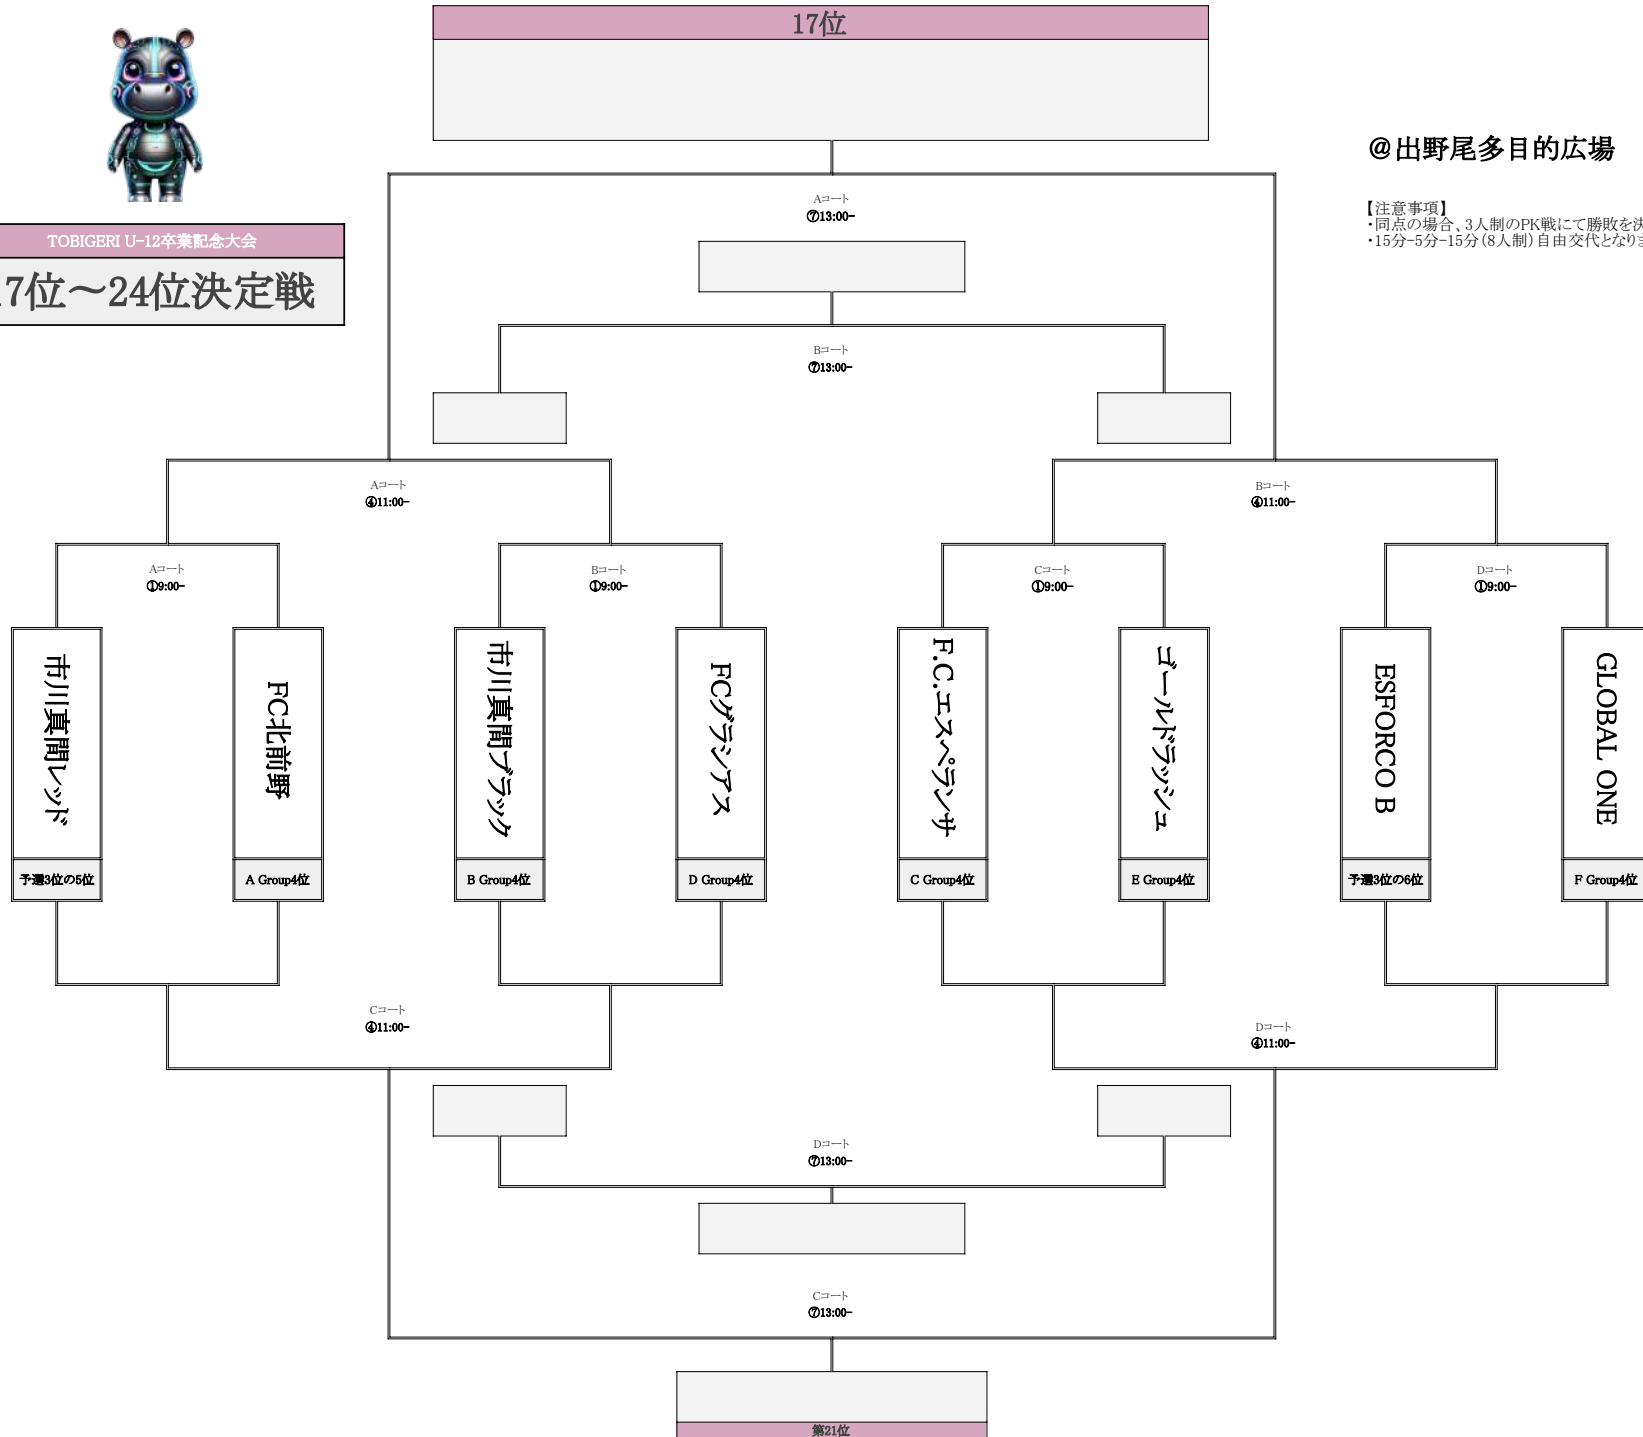 17位
@出野尾多目的広場
【注意事項】
・同点の場合、3人制のPK戦にて勝敗を決
・15分-5分-15分(8人制)自由交代となりま
TOBIGERI U-12卒業記念大会
7位～24位決定戦
Aコート
⑦13:00-
Bコート
⑦13:00-
Aコート
④11:00-
Bコート
④11:00-
Aコート
①9:00-
Bコート
①9:00-
Cコート
①9:00-
Dコート
①9:00-
市川真間レッド
FC北前野
市川真間ブラック
FCグラシアス
F.C.エスペランサ
ゴールドラッシュ
ESFORCO B
GLOBAL ONE
予選3位の5位
A Group4位
B Group4位
D Group4位
C Group4位
E Group4位
予選3位の6位
F Group4位
Cコート
④11:00-
Dコート
④11:00-
Dコート
⑦13:00-
Cコート
⑦13:00-
第21位